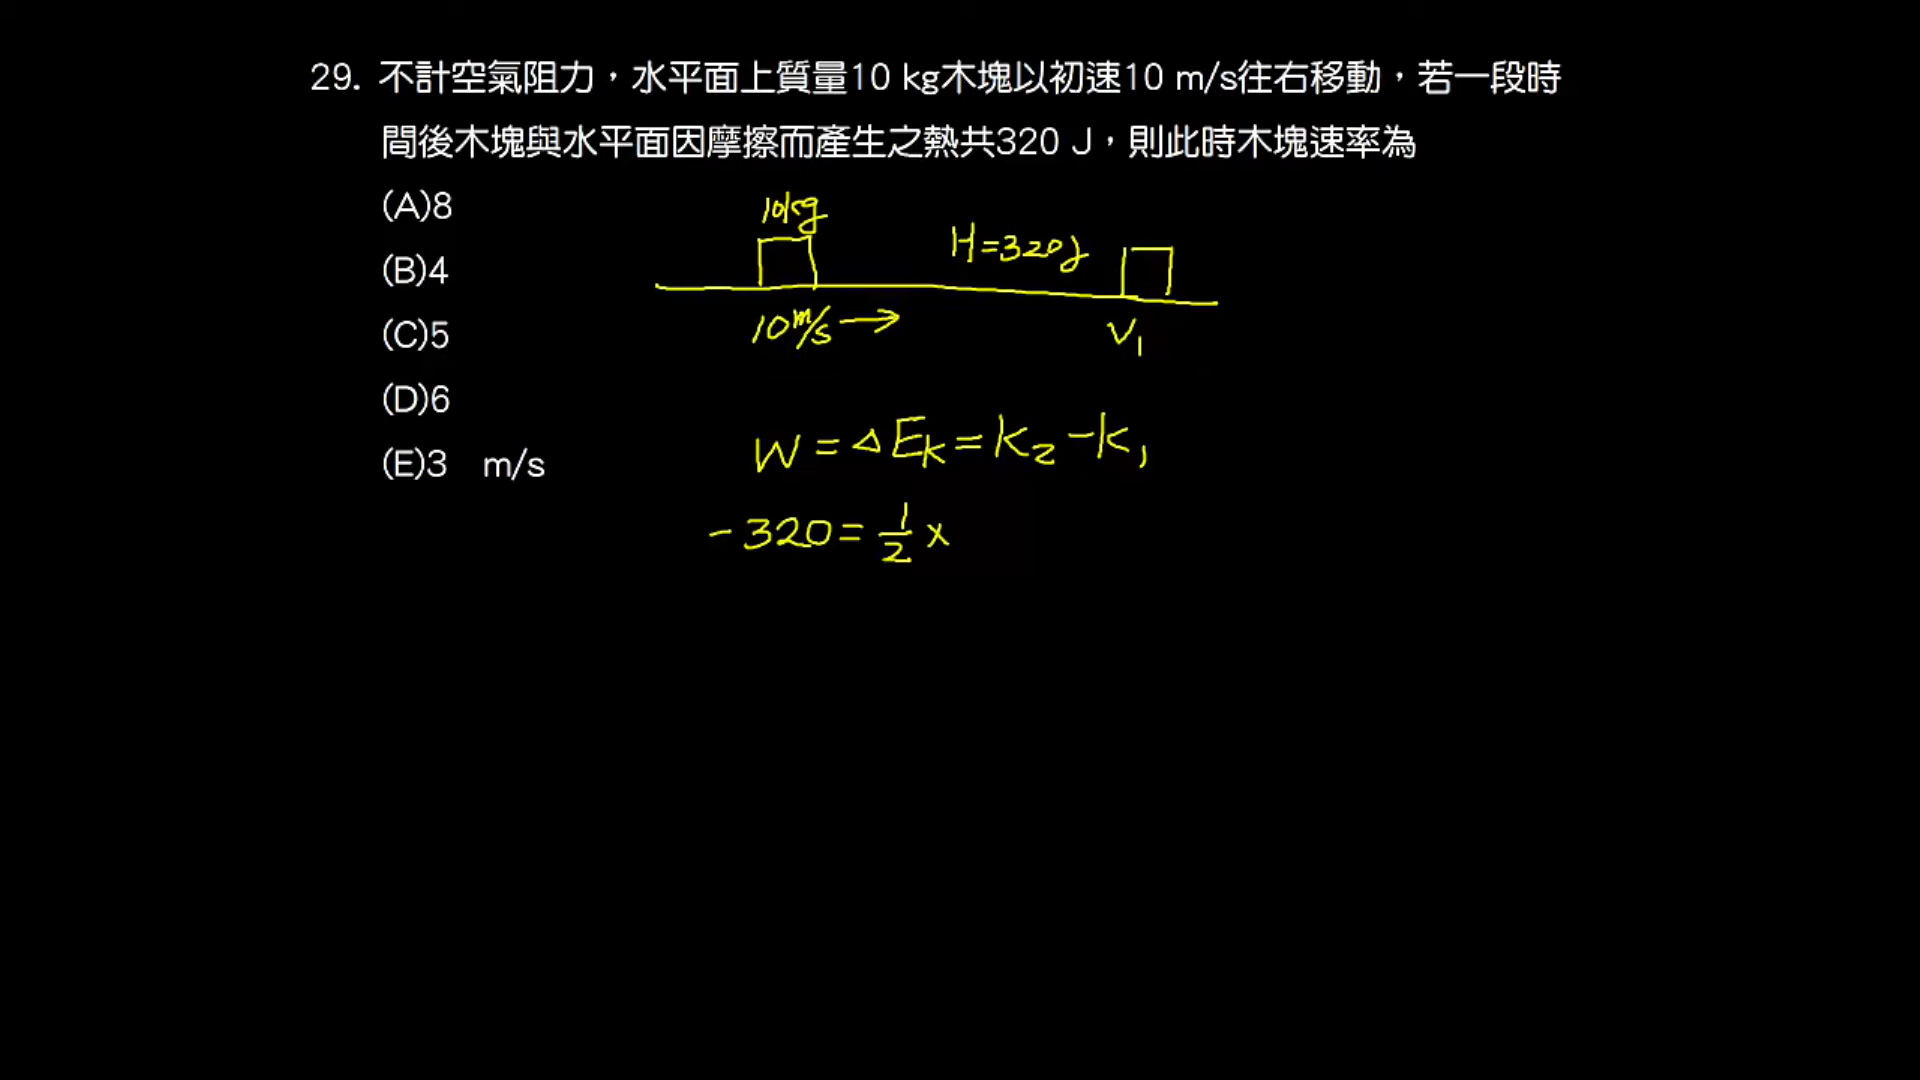 29. 不計空氣阻力，水平面上質量10 kg木塊以初速10 m/s往右移動，若一段時
間後木塊與水平面因摩擦而產生之熱共320 J，則此時木塊速率為
(A)8
(B)4
(C)5
(D)6
(E)3 m/s
10kg
H=320J
10 m/s →
V₁
W = ΔEk = K₂ - K₁
-320 = 1/2 x